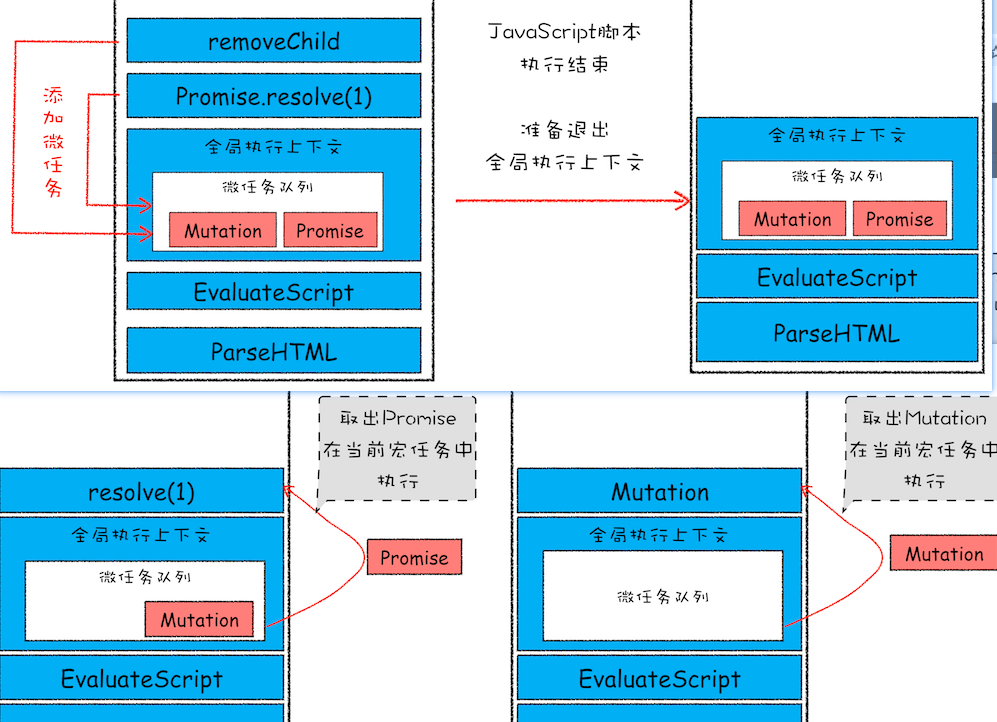 removeChild
Promise.resolve(1)
添
加
微
任
务
全局执行上下文
微任务队列
Mutation Promise
EvaluateScript
ParseHTML
JavaScript脚本
执行结束
准备退出
全局执行上下文
全局执行上下文
微任务队列
Mutation Promise
EvaluateScript
ParseHTML
取出Promise
在当前宏任务中
执行
resolve(1)
全局执行上下文
微任务队列
Mutation
Promise
EvaluateScript
取出Mutation
在当前宏任务中
执行
Mutation
全局执行上下文
微任务队列
Mutation
EvaluateScript